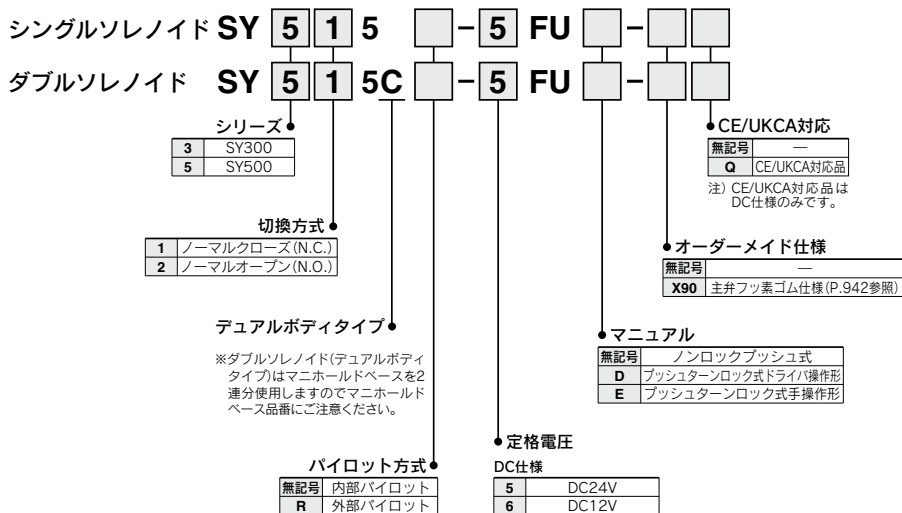 シングルソレノイド SY 5 1 5 - 5 FU -
ダブルソレノイド SY 5 1 5C - 5 FU -
シリーズ
3 SY300
5 SY500
切換方式
1 ノーマルクローズ(N.C.)
2 ノーマルオープン(N.O.)
デュアルボディタイプ
※ダブルソレノイド(デュアルボディ
タイプ)はマニホールドベースを2
連分使用しますのでマニホールド
ベース品番にご注意ください。
パイロット方式
無記号 内部パイロット
R 外部パイロット
定格電圧
DC仕様
5 DC24V
6 DC12V
マニュアル
無記号 ノンロックプッシュ式
D プッシュターンロック式ドライバ操作形
E プッシュターンロック式手操作形
オーダーメイド仕様
無記号 —
X90 主弁フッ素ゴム仕様(P.942参照)
CE/UKCA対応
無記号 —
Q CE/UKCA対応品
注) CE/UKCA対応品は
DC仕様のみです。